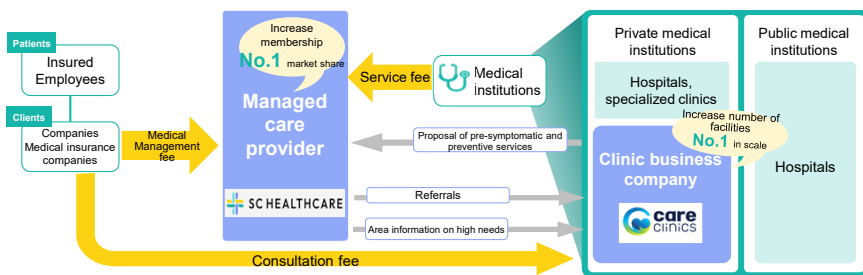 Patients
Insured
Employees
Clients
Companies
Medical insurance
companies
Medical
Management
fee
Increase
membership
No.1 market share
Managed
care
provider
SC HEALTHCARE
Service fee
Medical
Institutions
Proposal of pre-symptomatic and
preventive services
Referrals
Area information on high needs
Consultation fee
Private medical
institutions
Hospitals,
specialized clinics
Increase number of
facilities
No.1 in scale
Clinic business
company
care
clinics
Public medical
institutions
Hospitals